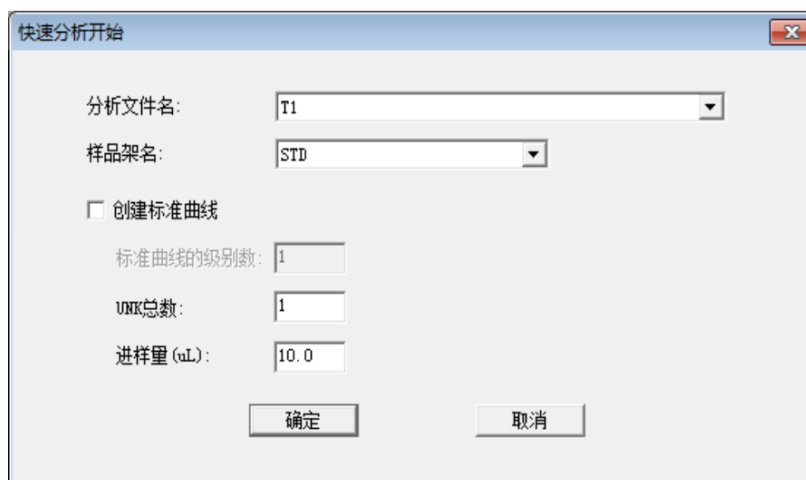 快速分析开始
分析文件名: T1
样品架名: STD
创建标准曲线
标准曲线的级别数: 1
UNK总数: 1
进样量(uL): 10.0
确定 取消